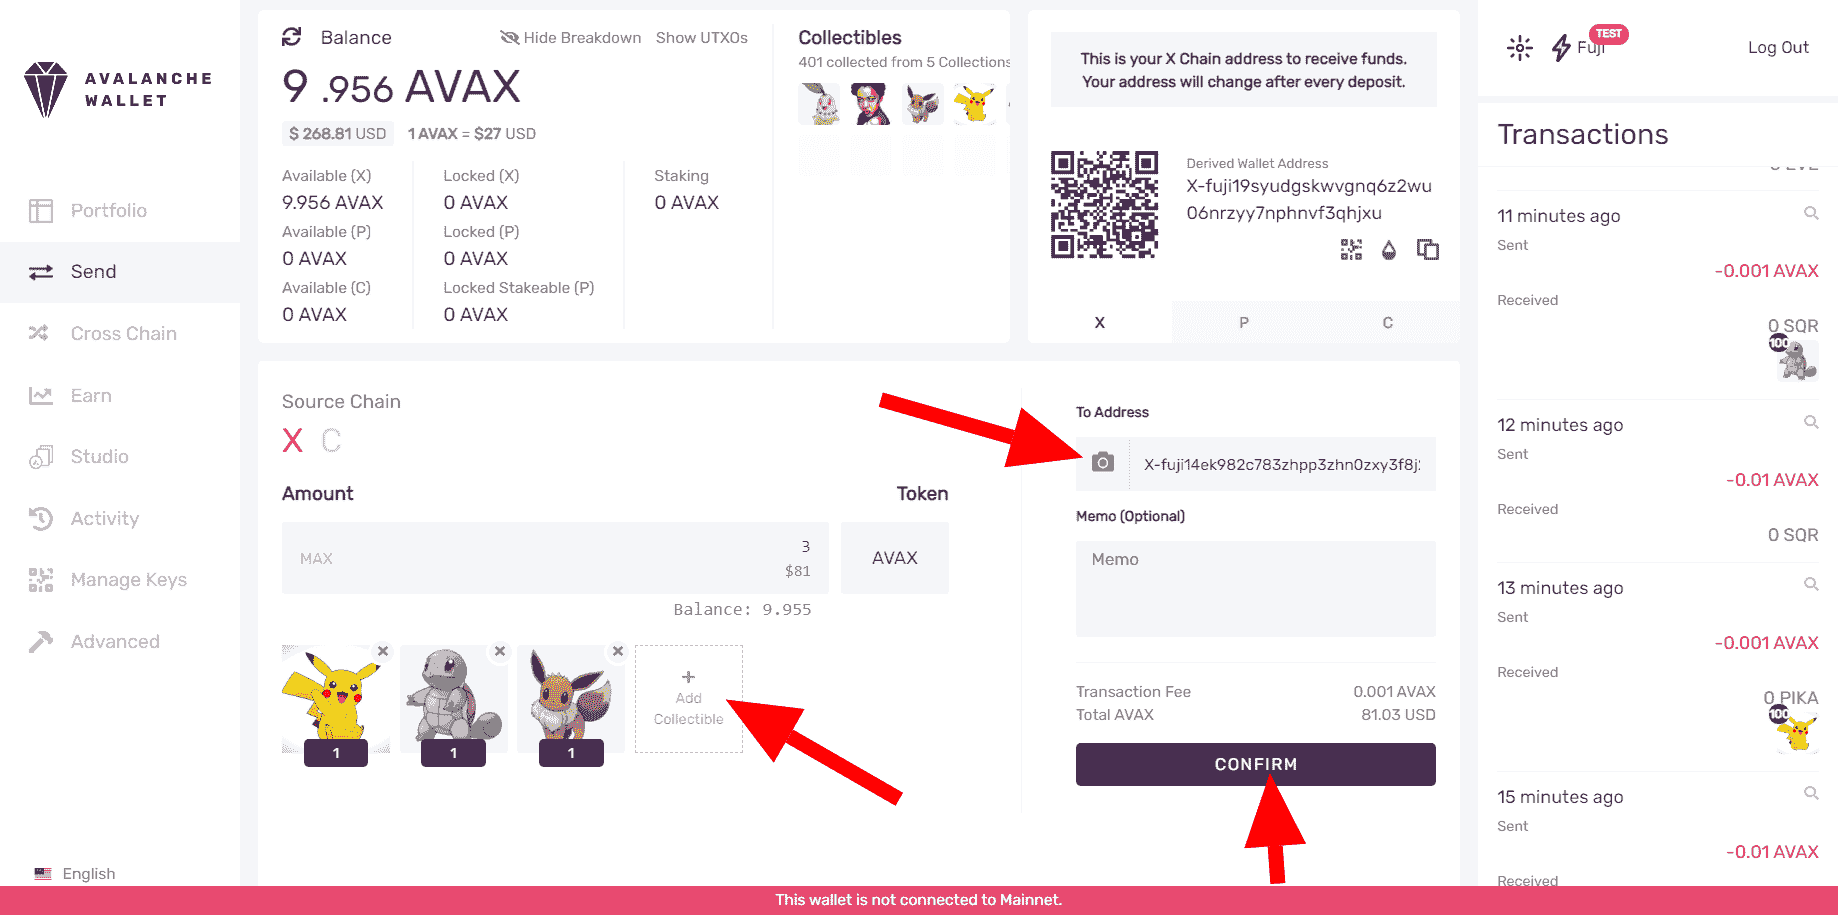 AVALANCHE
WALLET
Portfolio
Send
Cross Chain
Earn
Studio
Activity
Manage Keys
Advanced
English
Balance
Hide Breakdown
Show UTXOs
9 .956 AVAX
$ 268.81 USD
1 AVAX = $27 USD
Available (X)
9.956 AVAX
Available (P)
0 AVAX
Available (C)
0 AVAX
Locked (X)
0 AVAX
Locked (P)
0 AVAX
Locked Stakeable (P)
0 AVAX
Staking
0 AVAX
Collectibles
401 collected from 5 Collections
This is your X Chain address to receive funds.
Your address will change after every deposit.
Derived Wallet Address
X-fuji19syudgskwvgnq6z2wu
06nrzyy7nphnvf3qhjxu
X
P
C
Source Chain
X C
Amount
Token
MAX
3
$81
AVAX
Balance: 9.955
1
1
1
+
Add
Collectible
To Address
X-fuji14ek982c783zhpp3zhn0zxy3f8j
Memo (Optional)
Memo
Transaction Fee
0.001 AVAX
Total AVAX
81.03 USD
CONFIRM
Fuji
TEST
Log Out
Transactions
11 minutes ago
Sent
-0.001 AVAX
Received
0 SQR
100
12 minutes ago
Sent
-0.01 AVAX
Received
0 SQR
13 minutes ago
Sent
-0.001 AVAX
Received
0 PIKA
100
15 minutes ago
Sent
-0.01 AVAX
Received
This wallet is not connected to Mainnet.